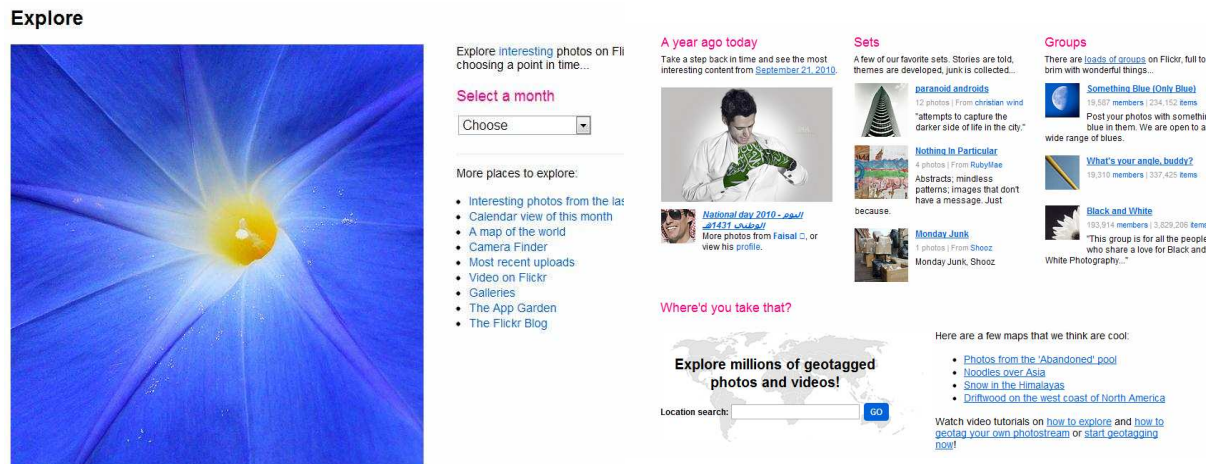 Explore
Explore interesting photos on Fli
choosing a point in time...
Select a month
Choose
More places to explore:
Interesting photos from the las
Calendar view of this month
A map of the world
Camera Finder
Most recent uploads
Video on Flickr
Galleries
The App Garden
The Flickr Blog
A year ago today
Take a step back in time and see the most
interesting content from September 21, 2010.
National day 2010 - اليوم
الوطني 1431هـ
More photos from Faisal, or
view his profile.
Sets
A few of our favorite sets. Stories are told,
themes are developed, junk is collected...
paranoid androids
12 photos | From christian wind
"attempts to capture the
darker side of life in the city."
Nothing In Particular
4 photos | From RubyMae
Abstracts; mindless
patterns; images that don't
have a message. Just
because.
Monday Junk
1 photos | From Shooz
Monday Junk, Shooz
Groups
There are loads of groups on Flickr, full to
brim with wonderful things...
Something Blue (Only Blue)
19,587 members | 234,152 items
Post your photos with somethin
blue in them. We are open to a
wide range of blues.
What's your angle, buddy?
19,310 members | 337,425 items
Black and White
193,914 members | 3,829,206 items
"This group is for all the people
who share a love for Black and
White Photography..."
Where'd you take that?
Explore millions of geotagged
photos and videos!
Location search: GO
Here are a few maps that we think are cool:
Photos from the 'Abandoned' pool
Noodles over Asia
Snow in the Himalayas
Driftwood on the west coast of North America
Watch video tutorials on how to explore and how to
geotag your own photostream or start geotagging
now!